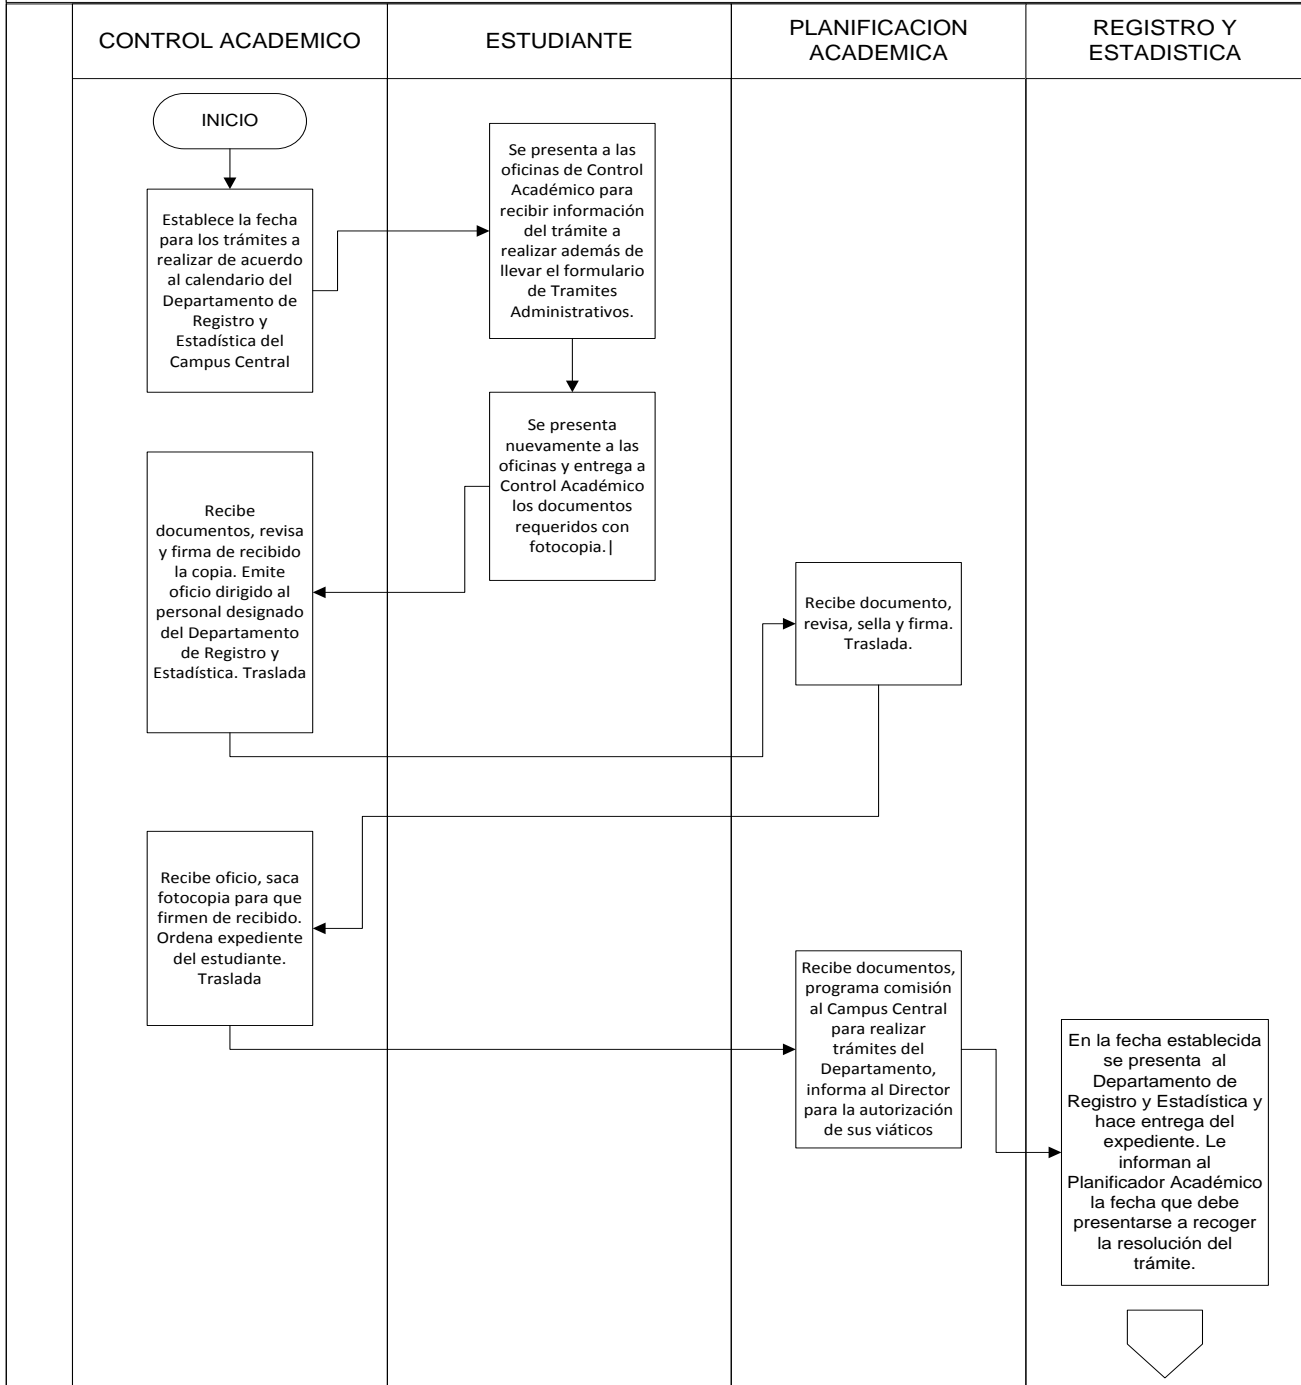 CONTROL ACADEMICO
ESTUDIANTE
PLANIFICACION
ACADEMICA
REGISTRO Y
ESTADISTICA
INICIO
Establece la fecha
para los trámites a
realizar de acuerdo
al calendario del
Departamento de
Registro y
Estadística del
Campus Central
Se presenta a las
oficinas de Control
Académico para
recibir información
del trámite a
realizar además de
llevar el formulario
de Tramites
Administrativos.
Se presenta
nuevamente a las
oficinas y entrega a
Control Académico
los documentos
requeridos con
fotocopia.|
Recibe
documentos, revisa
y firma de recibido
la copia. Emite
oficio dirigido al
personal designado
del Departamento
de Registro y
Estadística. Traslada
Recibe documento,
revisa, sella y firma.
Traslada.
Recibe oficio, saca
fotocopia para que
firmen de recibido.
Ordena expediente
del estudiante.
Traslada
Recibe documentos,
programa comisión
al Campus Central
para realizar
trámites del
Departamento,
informa al Director
para la autorización
de sus viáticos
En la fecha establecida
se presenta  al
Departamento de
Registro y Estadística y
hace entrega del
expediente. Le
informan al
Planificador Académico
la fecha que debe
presentarse a recoger
la resolución del
trámite.